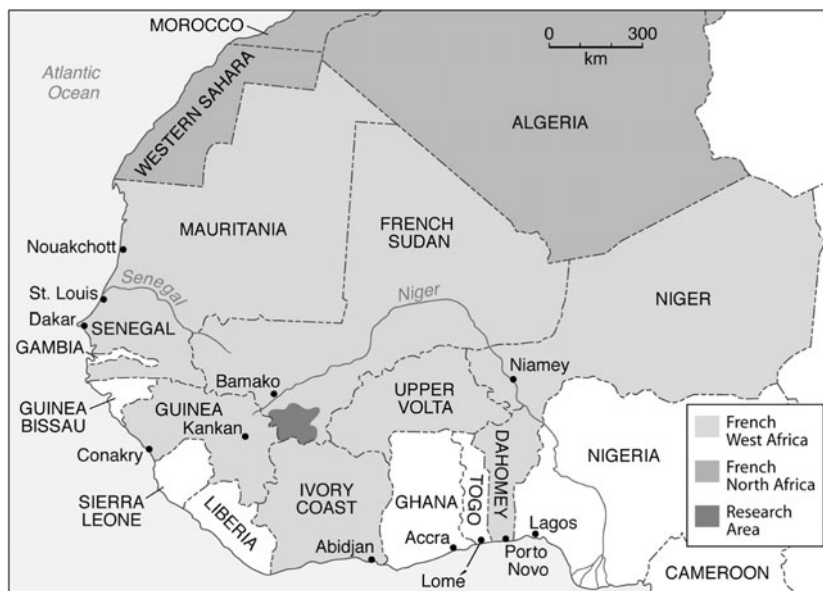 MOROCCO
0 300
km
Atlantic
Ocean
WESTERN SAHARA
ALGERIA
MAURITANIA
FRENCH
SUDAN
Nouakchott
Senegal
Niger
NIGER
St. Louis
Dakar
SENEGAL
GAMBIA
Niamey
Bamako
UPPER
VOLTA
GUINEA
BISSAU
GUINEA
Kankan
DAHOMEY
NIGERIA
Conakry
SIERRA
LEONE
LIBERIA
IVORY
COAST
GHANA
TOGO
Lagos
Accra
Abidjan
Lome
Porto
Novo
CAMEROON
French
West Africa
French
North Africa
Research
Area